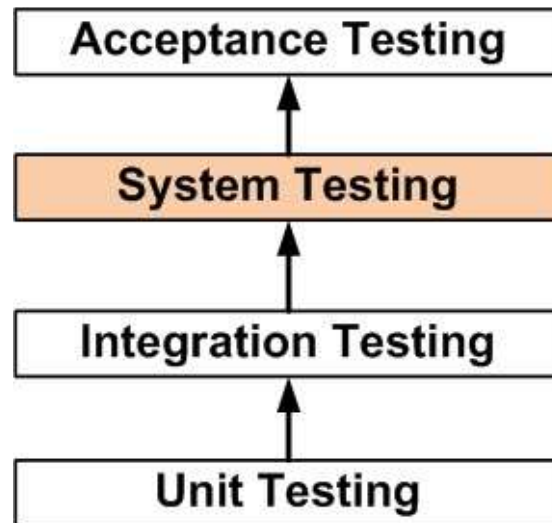 Acceptance Testing
System Testing
Integration Testing
Unit Testing